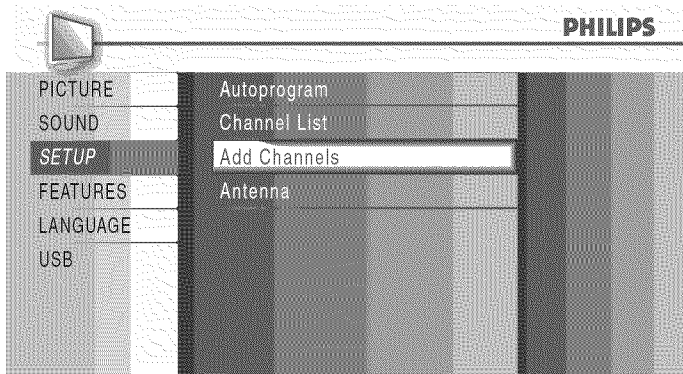 PHILIPS
PICTURE
SOUND
SETUP
FEATURES
LANGUAGE
USB
Autoprogram
Channel List
Add Channels
Antenna